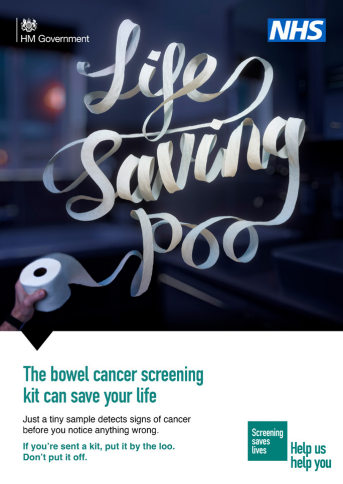 HM Government
NHS
Life
Saving
poo
The bowel cancer screening
kit can save your life
Just a tiny sample detects signs of cancer
before you notice anything wrong.
If you're sent a kit, put it by the loo.
Don't put it off.
Screening
saves
lives
Help us
help you